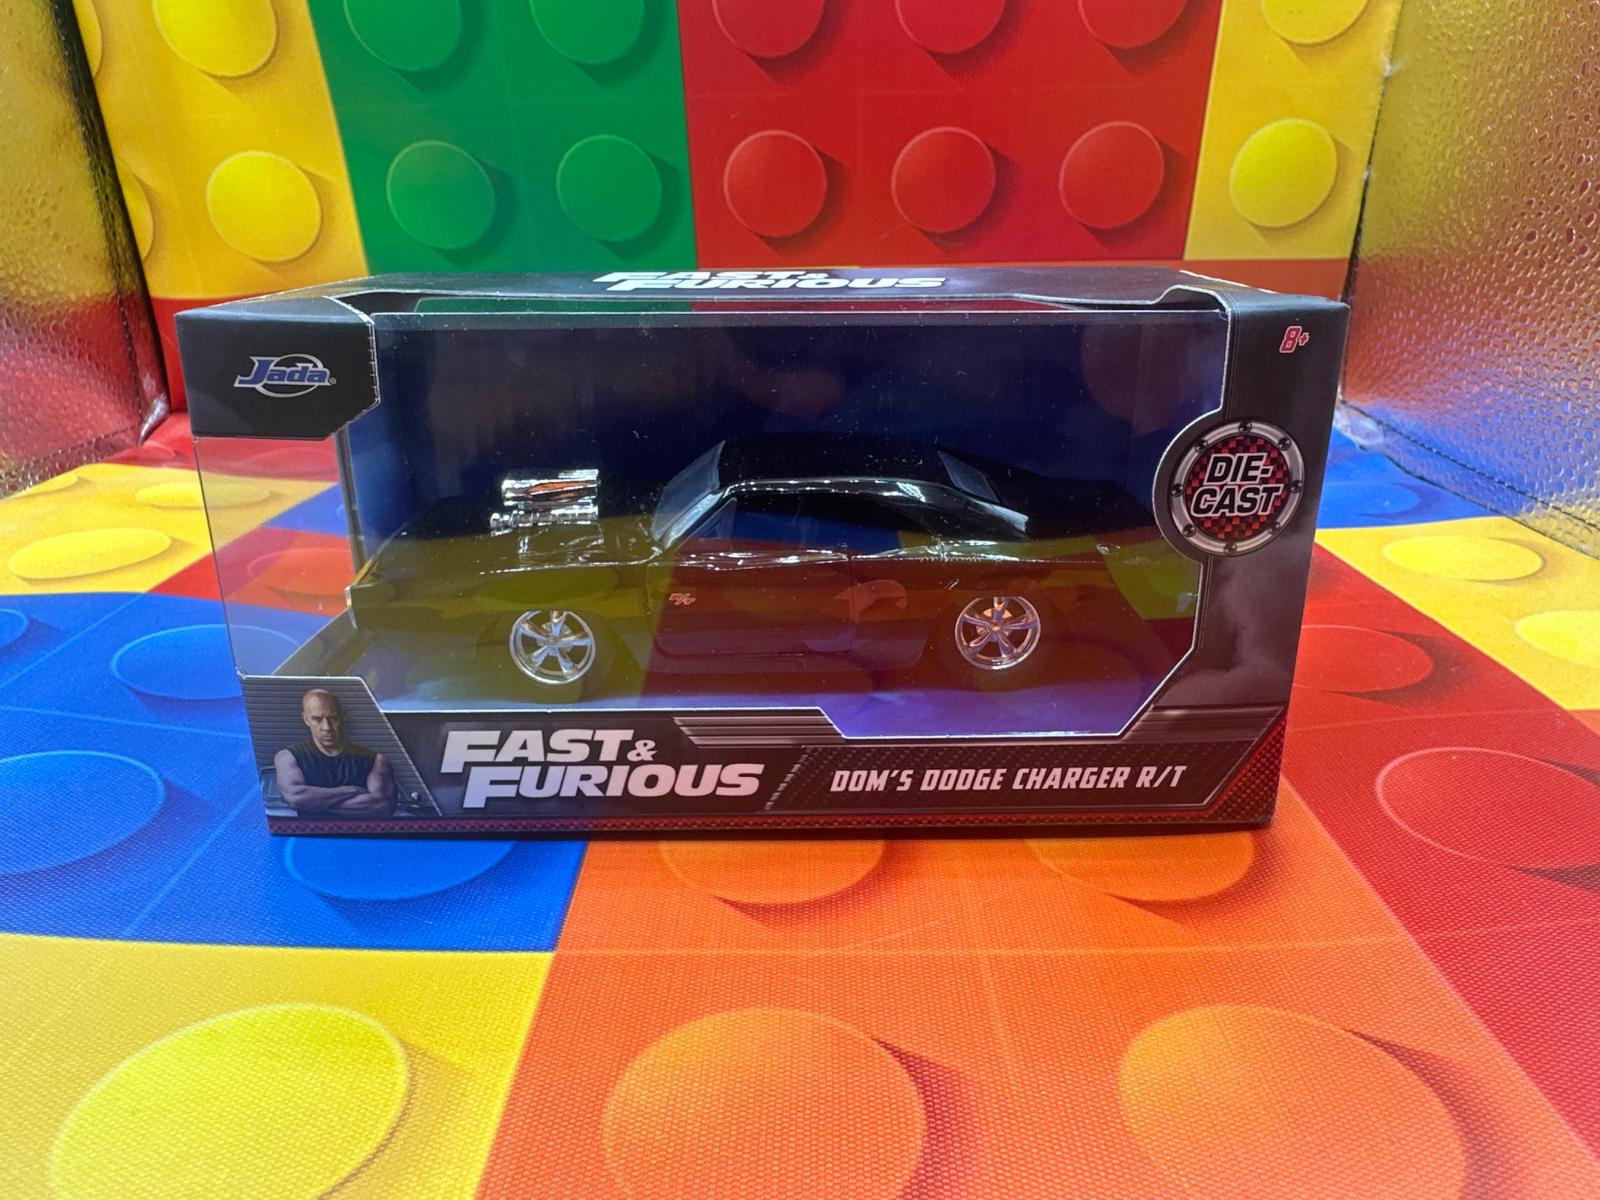 FAST &
FURIOUS
Jada
8+
DIE-
CAST
R/T
FAST &
FURIOUS
DOM'S DODGE CHARGER R/T